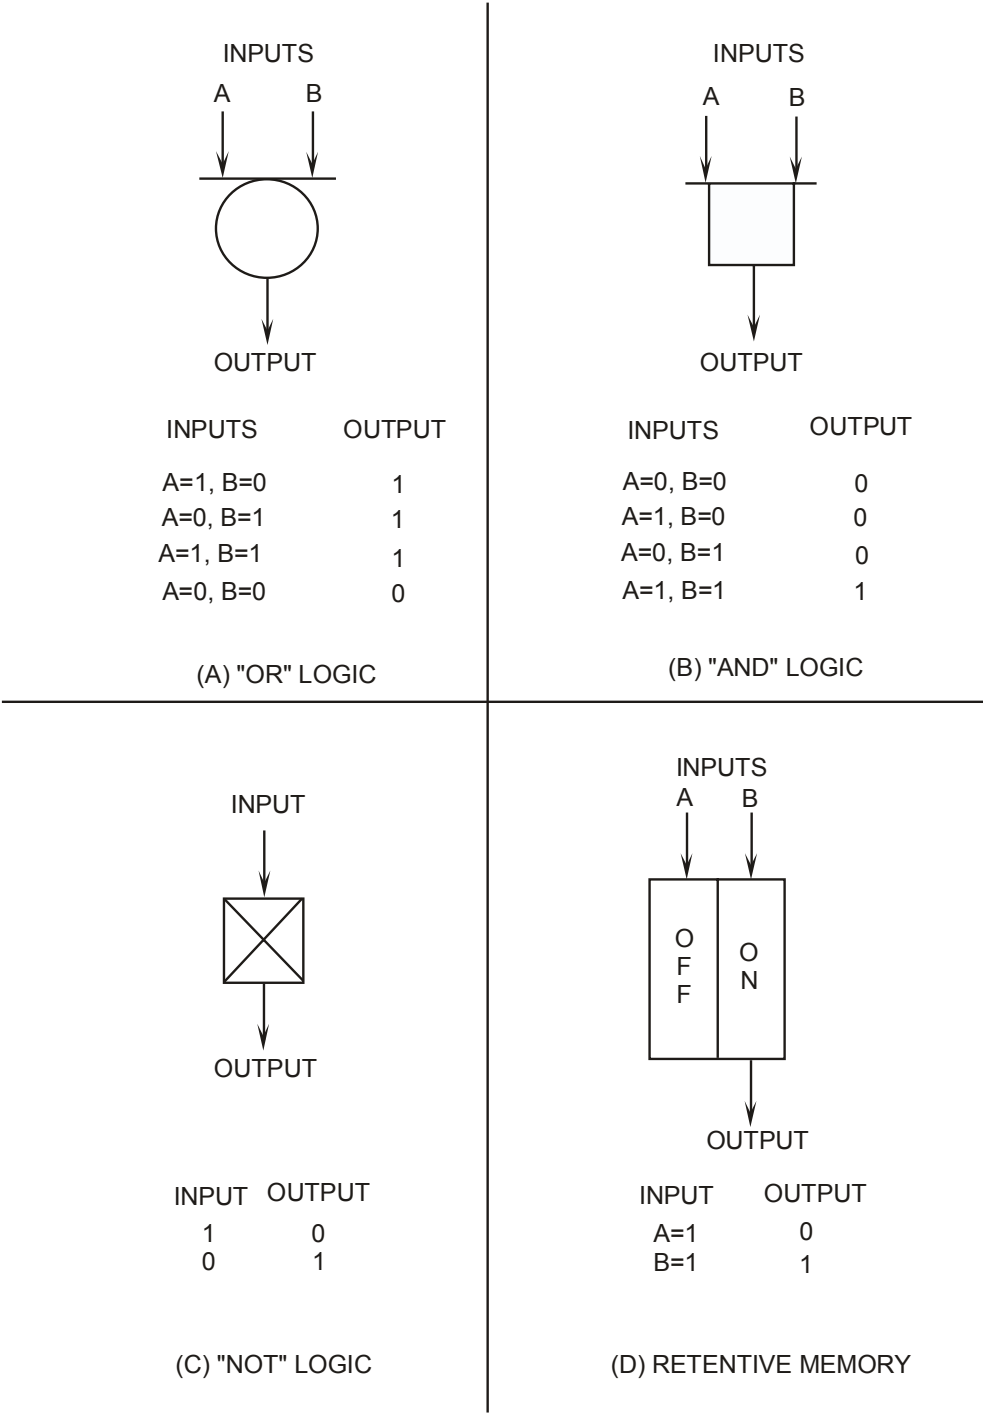 INPUTS
A B
OUTPUT
INPUTS OUTPUT
A=1, B=0 1
A=0, B=1 1
A=1, B=1 1
A=0, B=0 0
(A) "OR" LOGIC
INPUTS
A B
OUTPUT
INPUTS OUTPUT
A=0, B=0 0
A=1, B=0 0
A=0, B=1 0
A=1, B=1 1
(B) "AND" LOGIC
INPUT
OUTPUT
INPUT OUTPUT
1 0
0 1
(C) "NOT" LOGIC
INPUTS
A B
OFF ON
OUTPUT
INPUT OUTPUT
A=1 0
B=1 1
(D) RETENTIVE MEMORY